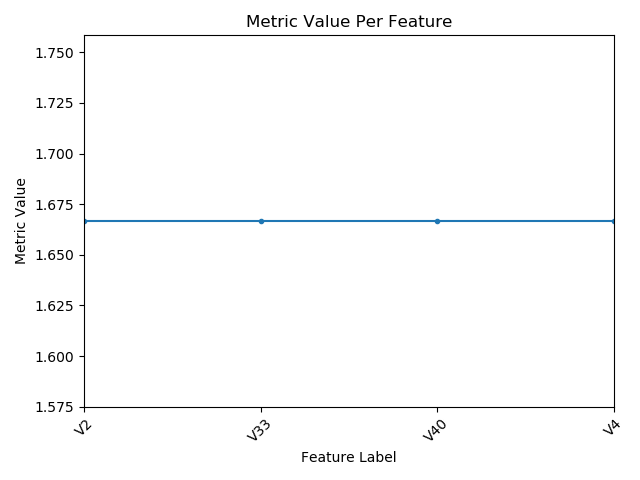 Metric Value Per Feature
1.750
1.725
1.700
1.675
1.650
1.625
1.600
1.575
Metric Value
V2
V33
V40
V4
Feature Label